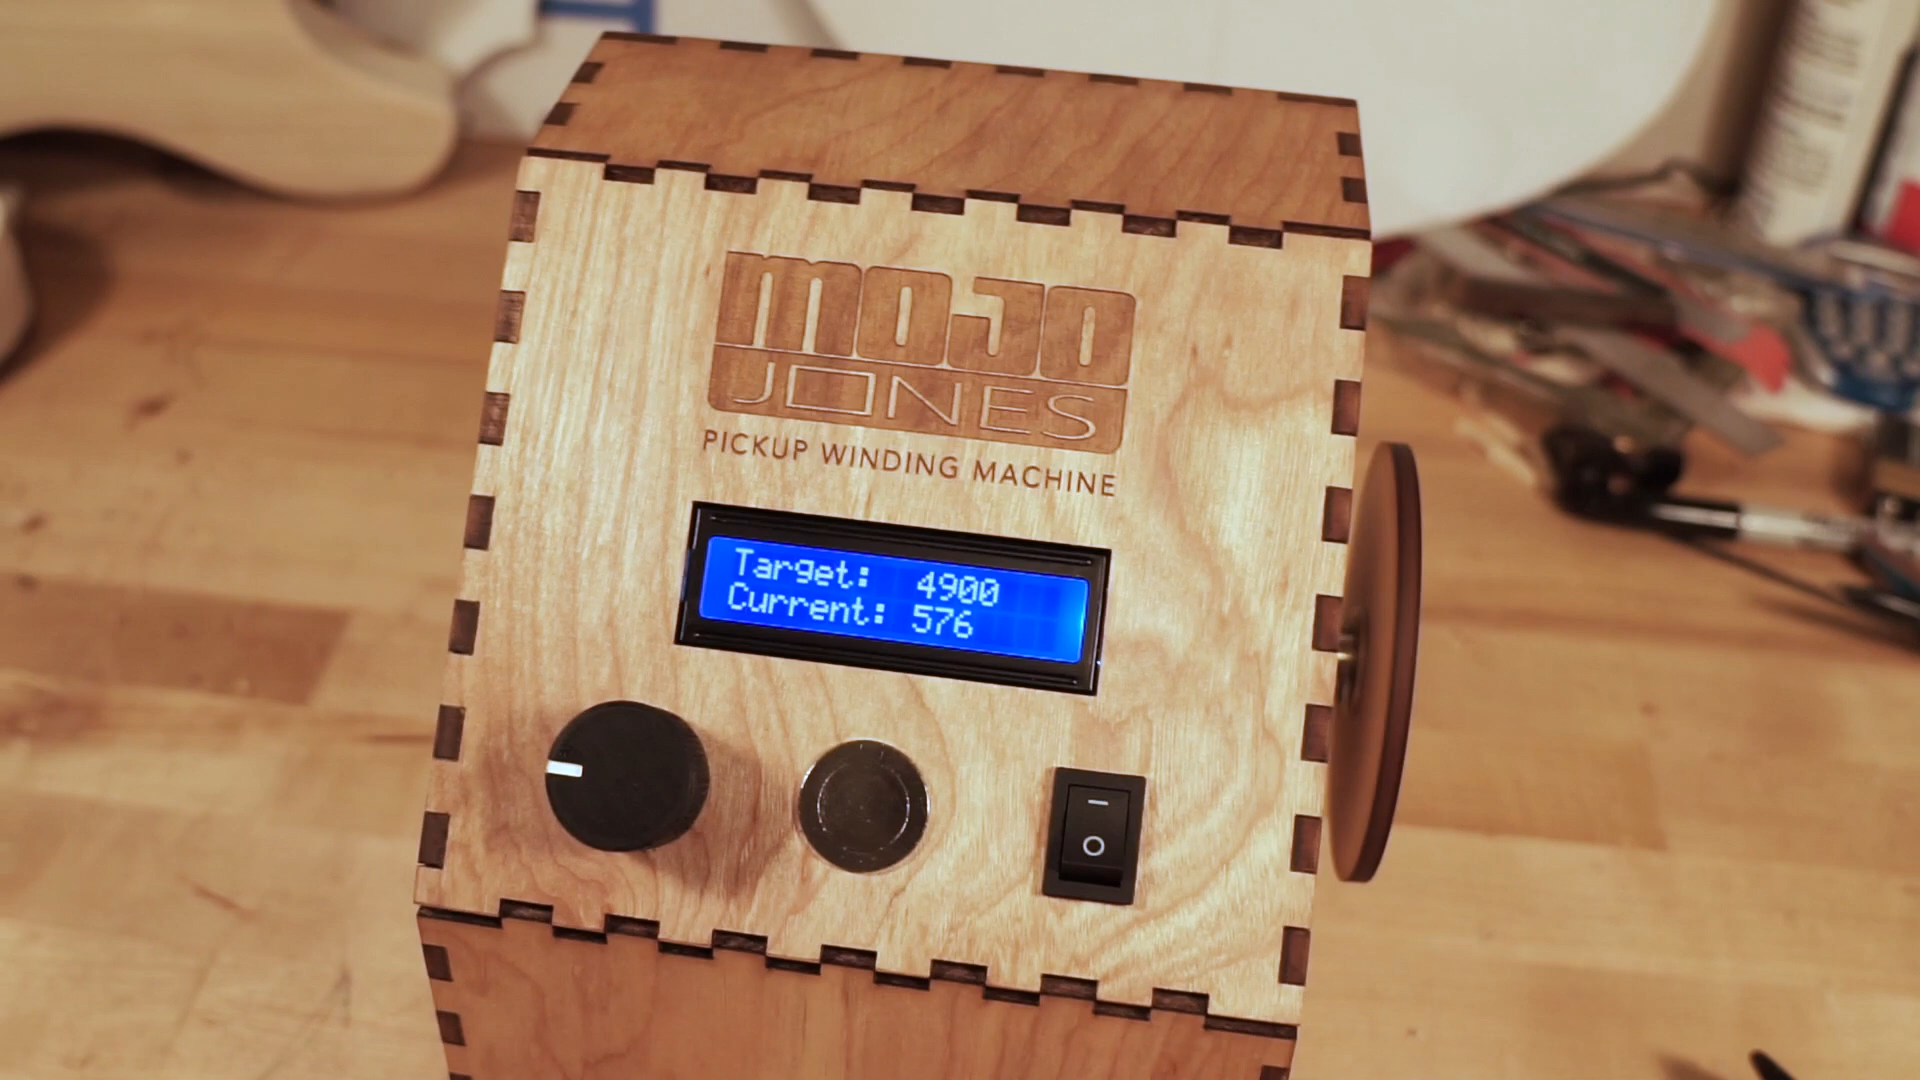 MOJO
JONES
PICKUP WINDING MACHINE
Target: 4900
Current: 576